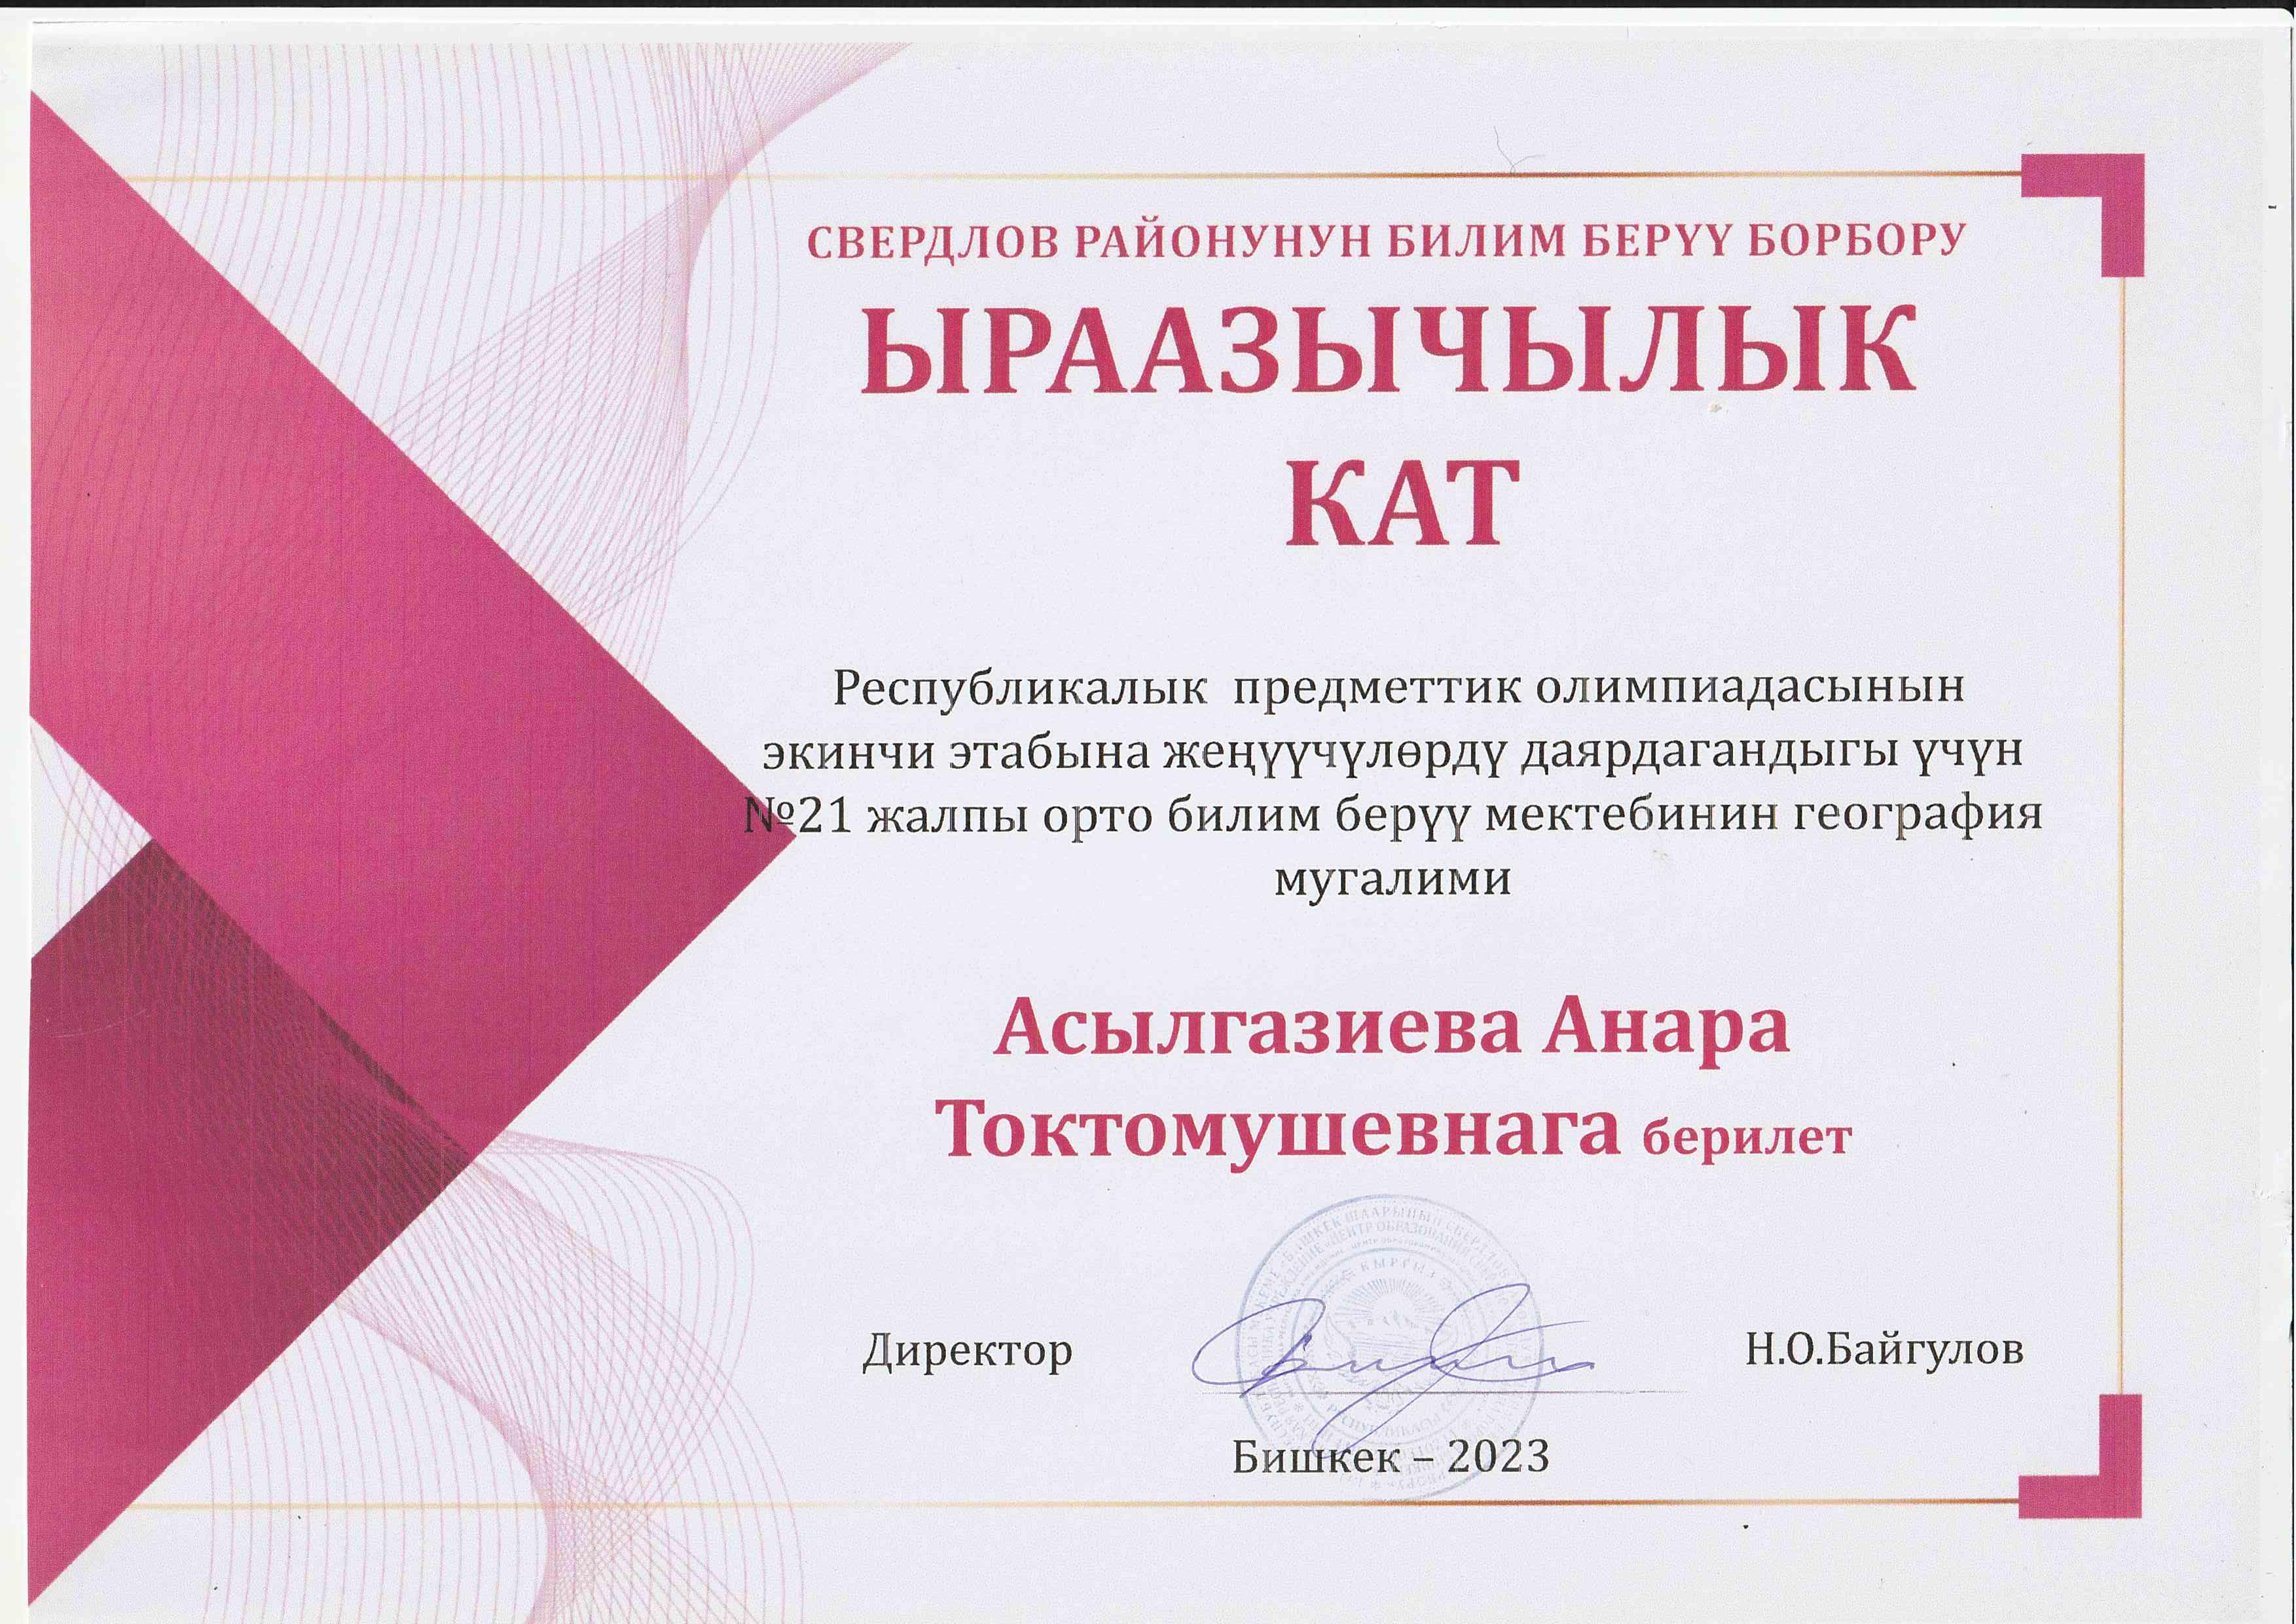 СВЕРДЛОВ РАЙОНУНУН БИЛИМ БЕРҮҮ БОРБОРУ
ЫРААЗЫЧЫЛЫК
КАТ
Республикалык предметтик олимпиадасынын
экинчи этабына жеңүүчүлөрдү даярдагандыгы үчүн
№21 жалпы орто билим берүү мектебинин география
мугалими
Асылгазиева Анара
Токтомушевнага берилет
КЫРГЫЗ
Директор
Н.О.Байгулов
Бишкек – 2023